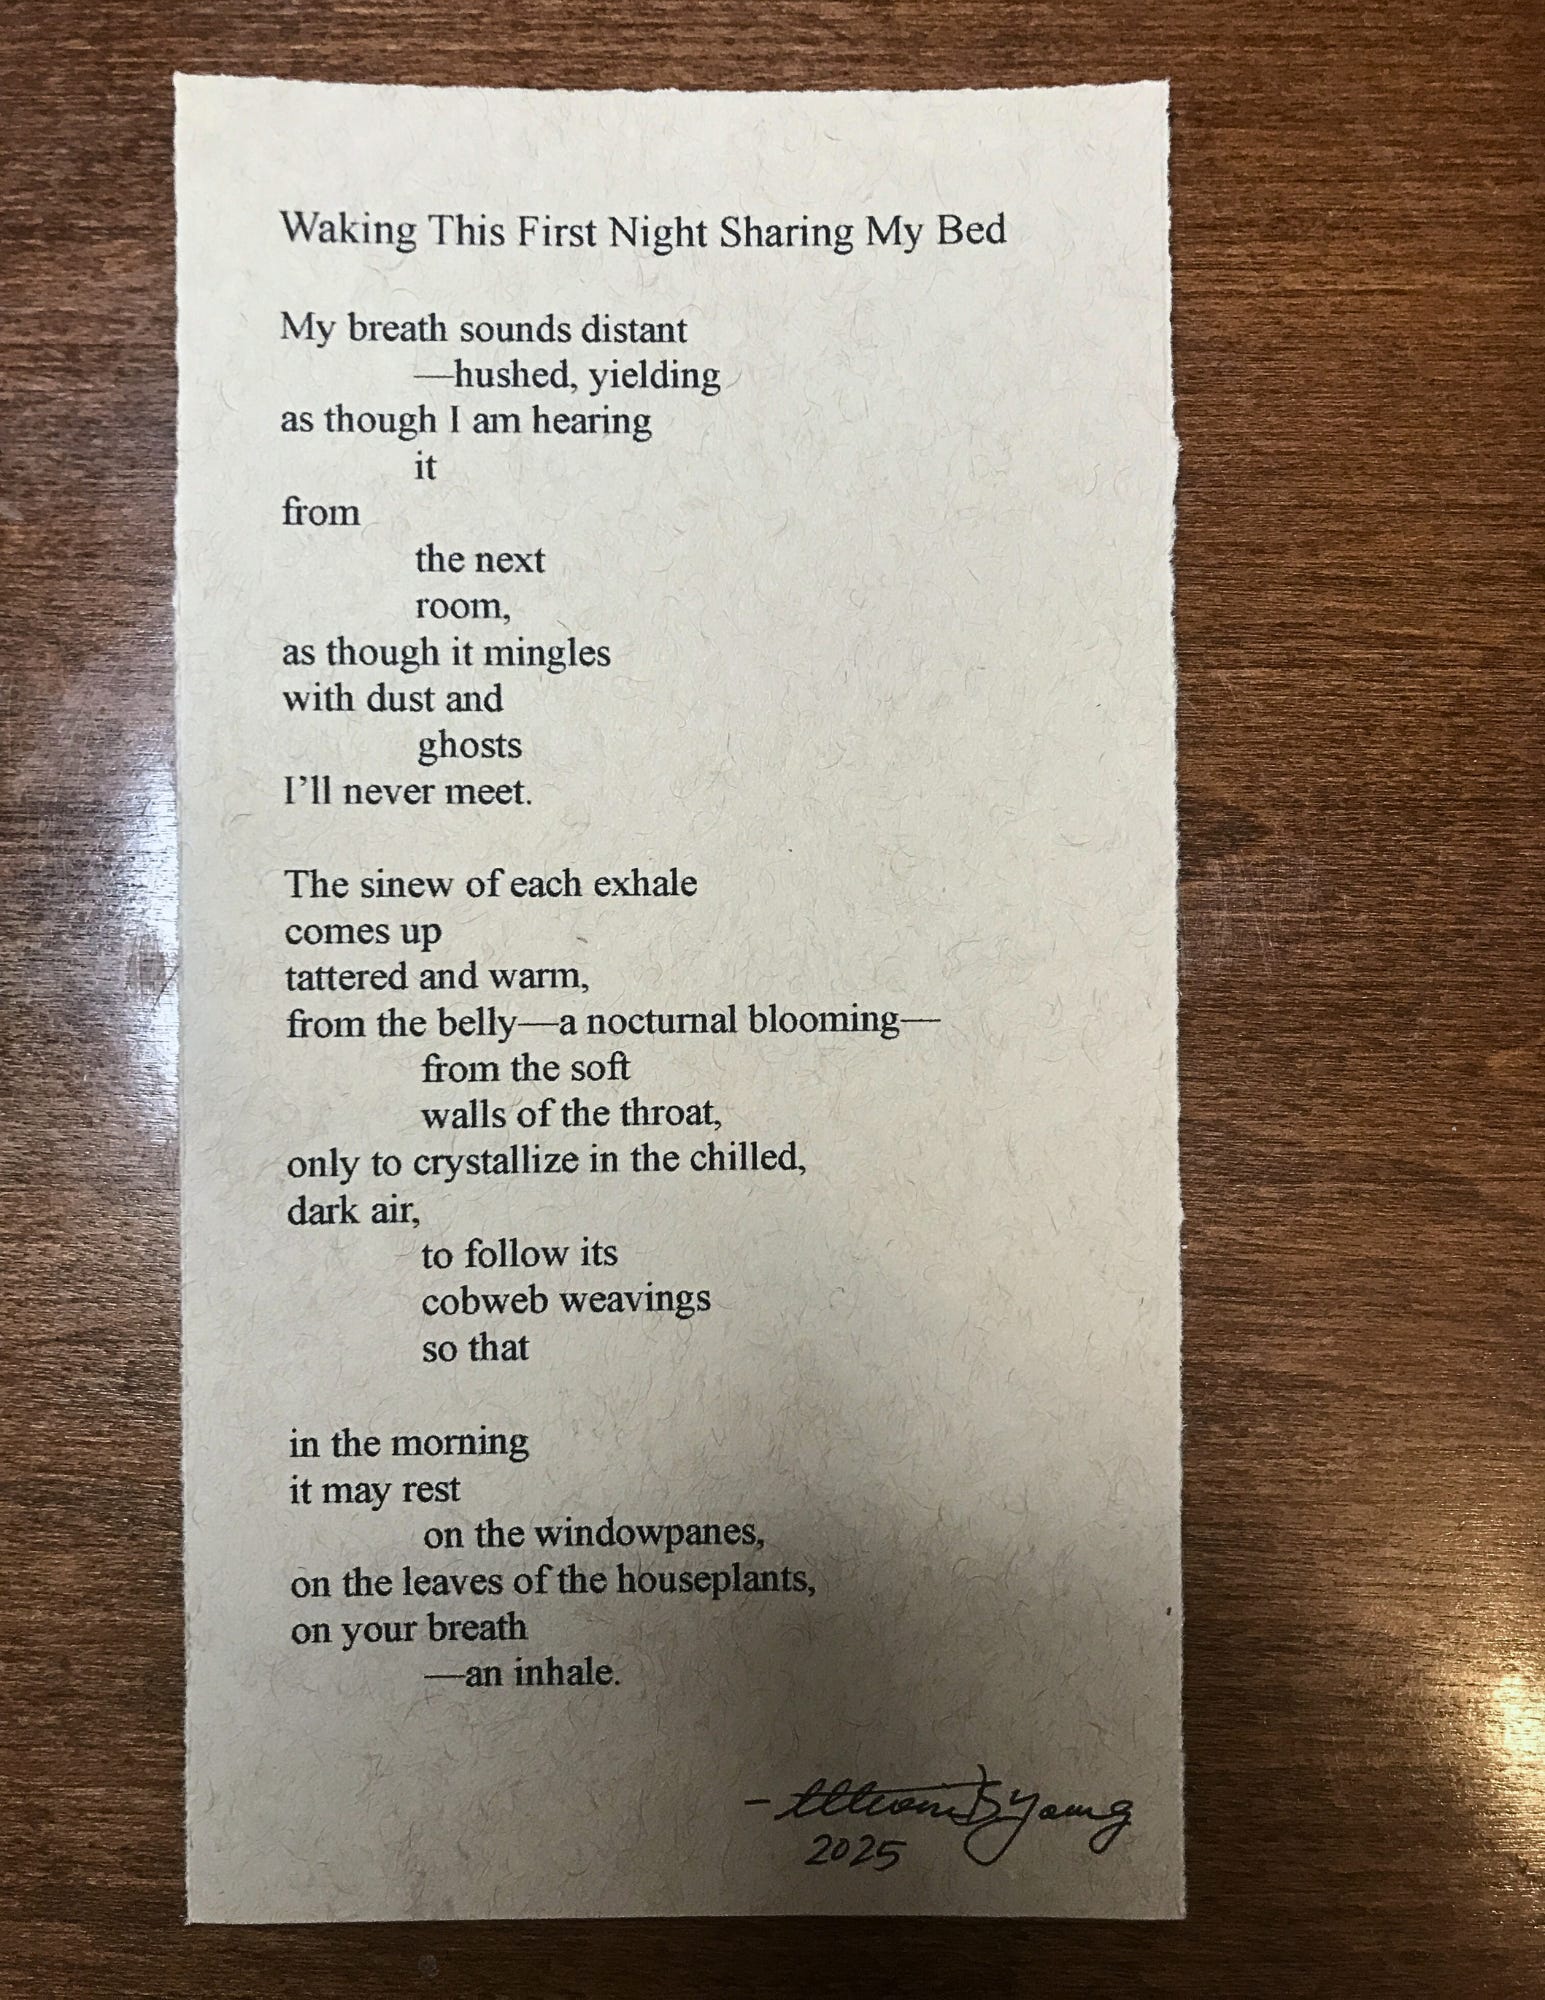 Waking This First Night Sharing My Bed
My breath sounds distant
—hushed, yielding
as though I am hearing
it
from
the next
room,
as though it mingles
with dust and
ghosts
I’ll never meet.
The sinew of each exhale
comes up
tattered and warm,
from the belly—a nocturnal blooming—
from the soft
walls of the throat,
only to crystallize in the chilled,
dark air,
to follow its
cobweb weavings
so that
in the morning
it may rest
on the windowpanes,
on the leaves of the houseplants,
on your breath
—an inhale.
Young
2025